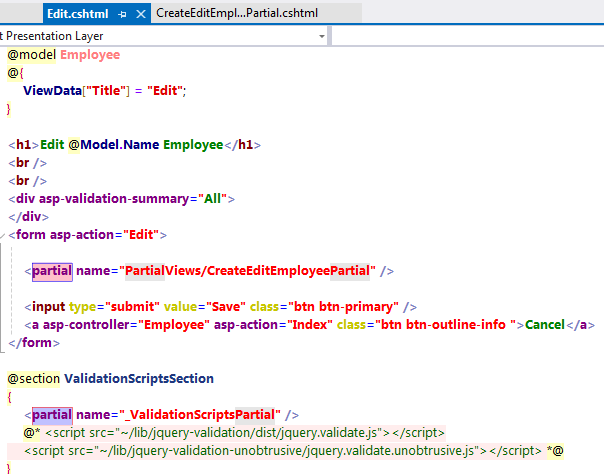 Edit.cshtml CreateEditEmpl...Partial.cshtml
t Presentation Layer
@model Employee
@{
ViewData["Title"] = "Edit";
}
<h1>Edit @Model.Name Employee</h1>
<br />
<br />
<div asp-validation-summary="All">
</div>
<form asp-action="Edit">
<partial name="PartialViews/CreateEditEmployeePartial" />
<input type="submit" value="Save" class="btn btn-primary" />
<a asp-controller="Employee" asp-action="Index" class="btn btn-outline-info ">Cancel</a>
</form>
@section ValidationScriptsSection
{
<partial name="_ValidationScriptsPartial" />
@* <script src="~/lib/jquery-validation/dist/jquery.validate.js"></script>
<script src="~/lib/jquery-validation-unobtrusive/jquery.validate.unobtrusive.js"></script> *@
}